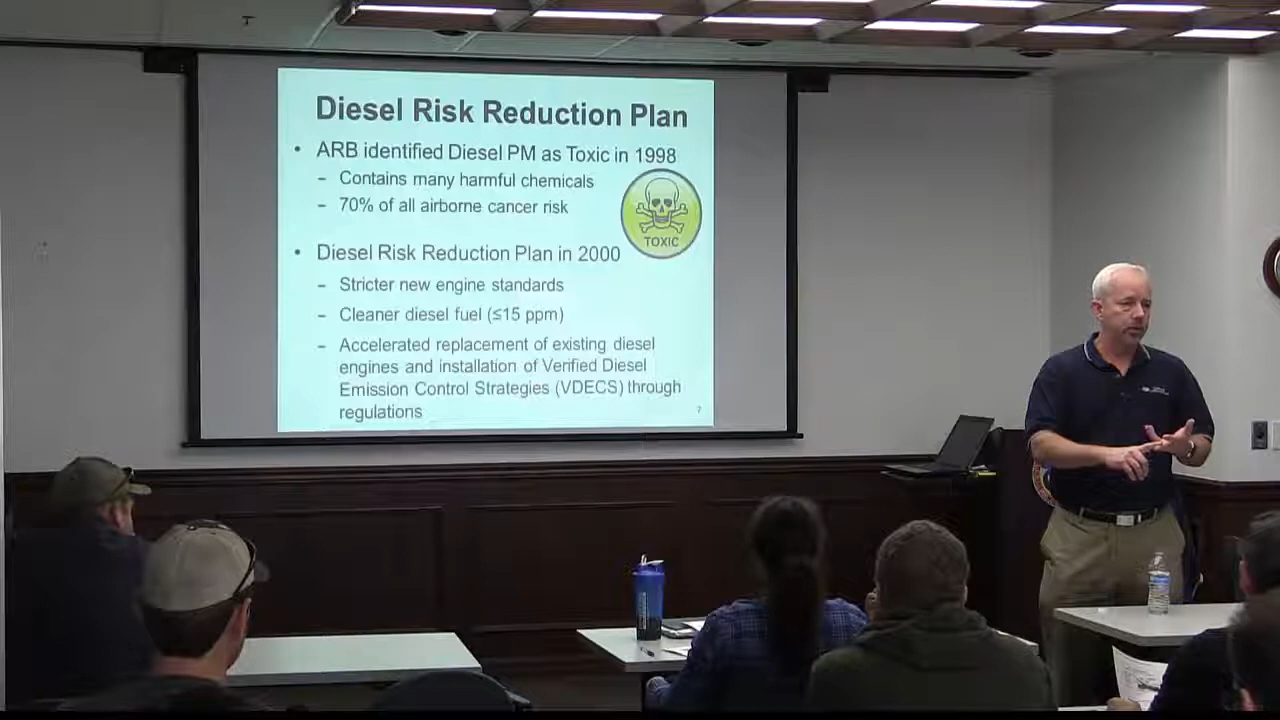 Diesel Risk Reduction Plan
• ARB identified Diesel PM as Toxic in 1998
– Contains many harmful chemicals
– 70% of all airborne cancer risk
TOXIC
• Diesel Risk Reduction Plan in 2000
– Stricter new engine standards
– Cleaner diesel fuel (≤15 ppm)
– Accelerated replacement of existing diesel
engines and installation of Verified Diesel
Emission Control Strategies (VDECS) through
regulations
7